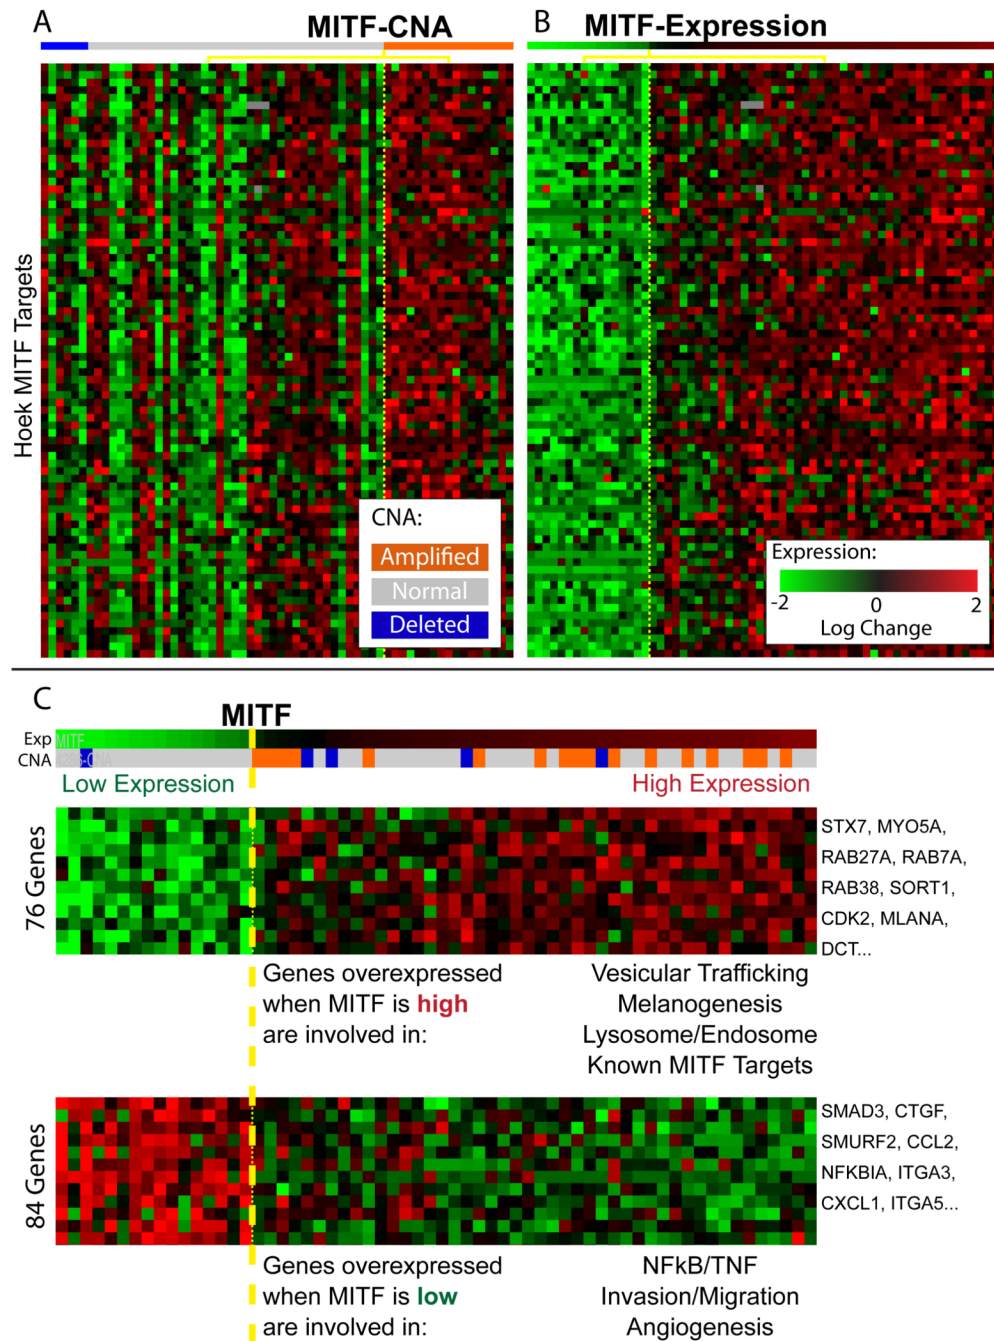 A
MITF-CNA
B
MITF-Expression
Hoek MITF Targets
CNA:
Amplified
Normal
Deleted
Expression:
-2
0
2
Log Change
C
MITF
Exp
MITF
CNA
Low Expression
High Expression
76 Genes
STX7, MYO5A,
RAB27A, RAB7A,
RAB38, SORT1,
CDK2, MLANA,
DCT...
Genes overexpressed
when MITF is high
are involved in:
Vesicular Trafficking
Melanogenesis
Lysosome/Endosome
Known MITF Targets
84 Genes
SMAD3, CTGF,
SMURF2, CCL2,
NFKBIA, ITGA3,
CXCL1, ITGA5...
Genes overexpressed
when MITF is low
are involved in:
NFkB/TNF
Invasion/Migration
Angiogenesis